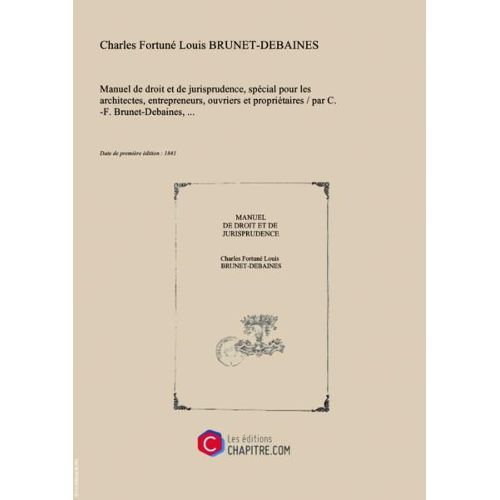 Charles Fortuné Louis BRUNET-DEBAINES
Manuel de droit et de jurisprudence, spécial pour les
architectes, entrepreneurs, ouvriers et propriétaires / par C.
-F. Brunet-Debaines, ...
Date de première édition : 1841
MANUEL
DE DROIT ET DE
JURISPRUDENCE
Charles Fortuné Louis
BRUNET-DEBAINES
Les éditions
CHAPITRE.COM